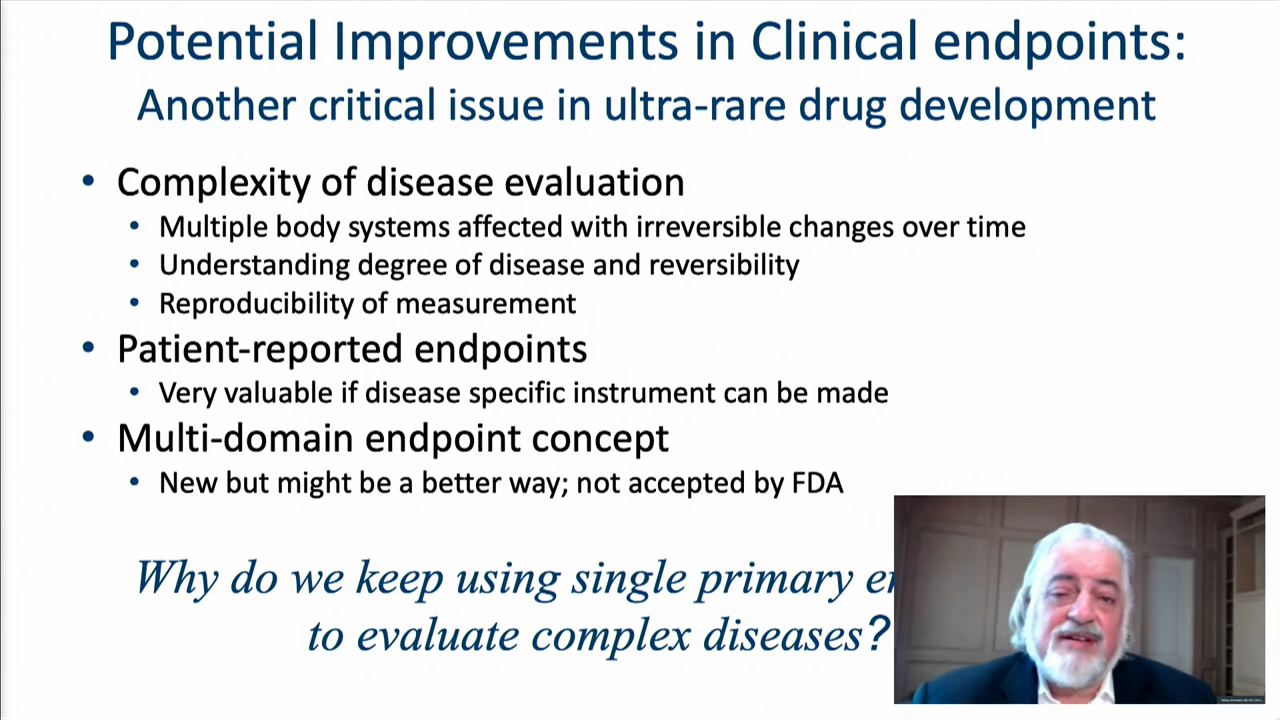 Potential Improvements in Clinical endpoints:
Another critical issue in ultra-rare drug development
• Complexity of disease evaluation
• Multiple body systems affected with irreversible changes over time
• Understanding degree of disease and reversibility
• Reproducibility of measurement
• Patient-reported endpoints
• Very valuable if disease specific instrument can be made
• Multi-domain endpoint concept
• New but might be a better way; not accepted by FDA
Why do we keep using single primary
to evaluate complex diseases?